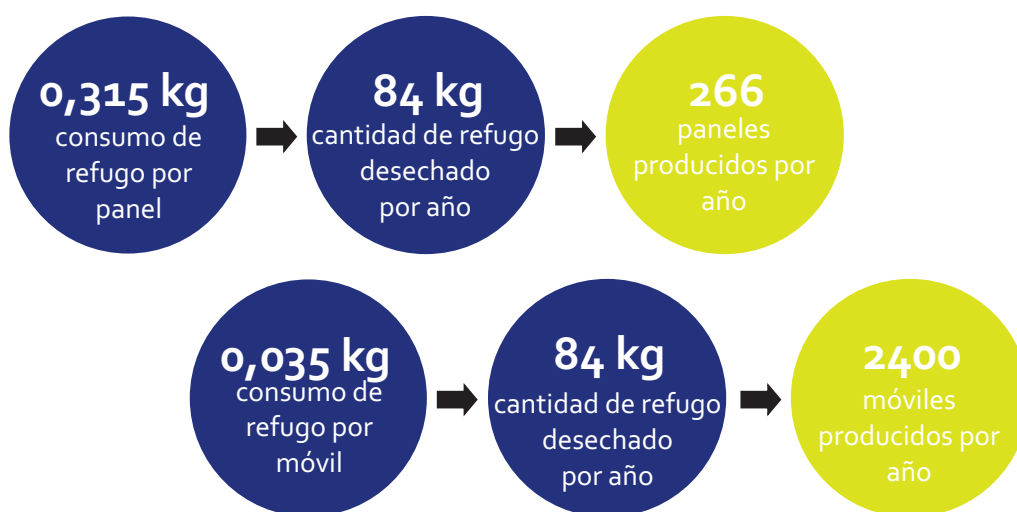 0,315 kg
consumo de
refugo por
panel
84 kg
cantidad de refugo
desechado
por año
266
paneles
producidos por
año
0,035 kg
consumo de
refugo por
móvil
84 kg
cantidad de refugo
desechado
por año
2400
móviles
producidos por
año